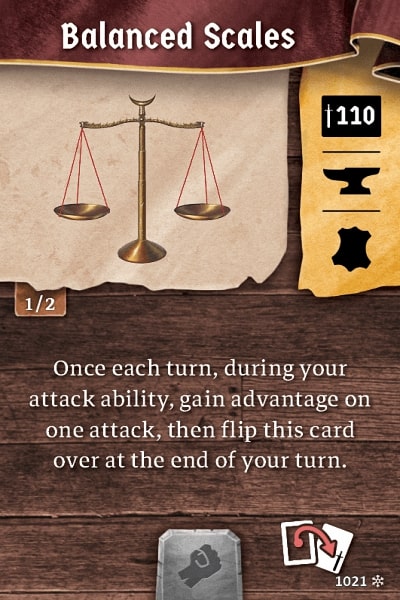 Balanced Scales
110
1/2
Once each turn, during your
attack ability, gain advantage on
one attack, then flip this card
over at the end of your turn.
1021